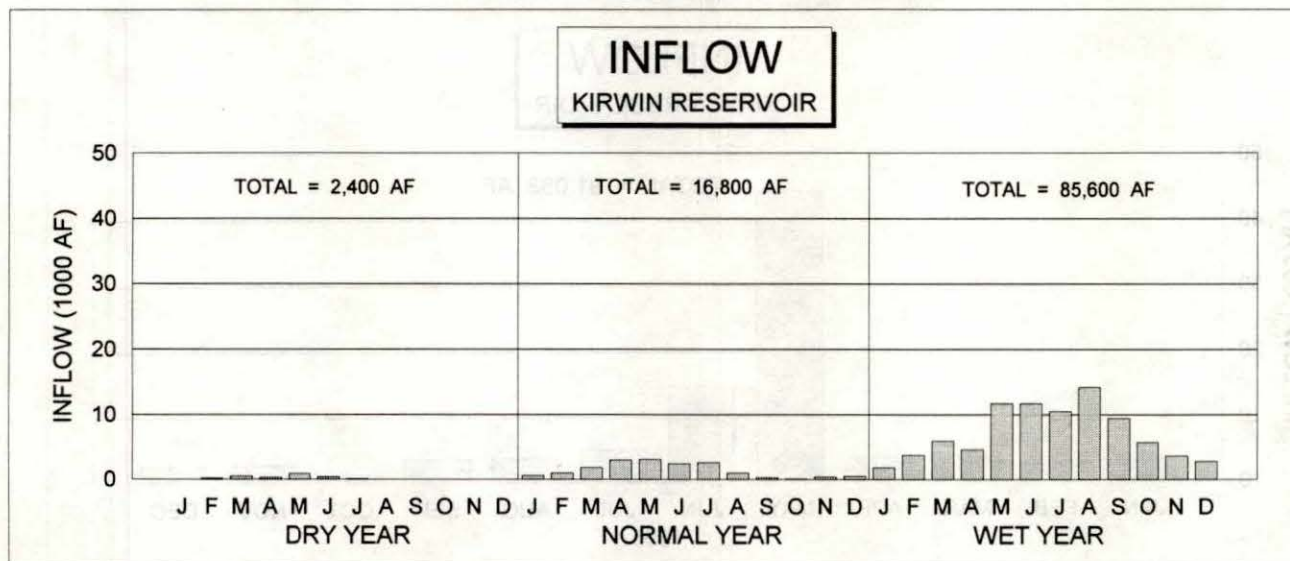 INFLOW
KIRWIN RESERVOIR
INFLOW (1000 AF)
50
40
30
20
10
0
TOTAL = 2,400 AF
TOTAL = 16,800 AF
TOTAL = 85,600 AF
J F M A M J J A S O N D J F M A M J J A S O N D J F M A M J J A S O N D
DRY YEAR NORMAL YEAR WET YEAR